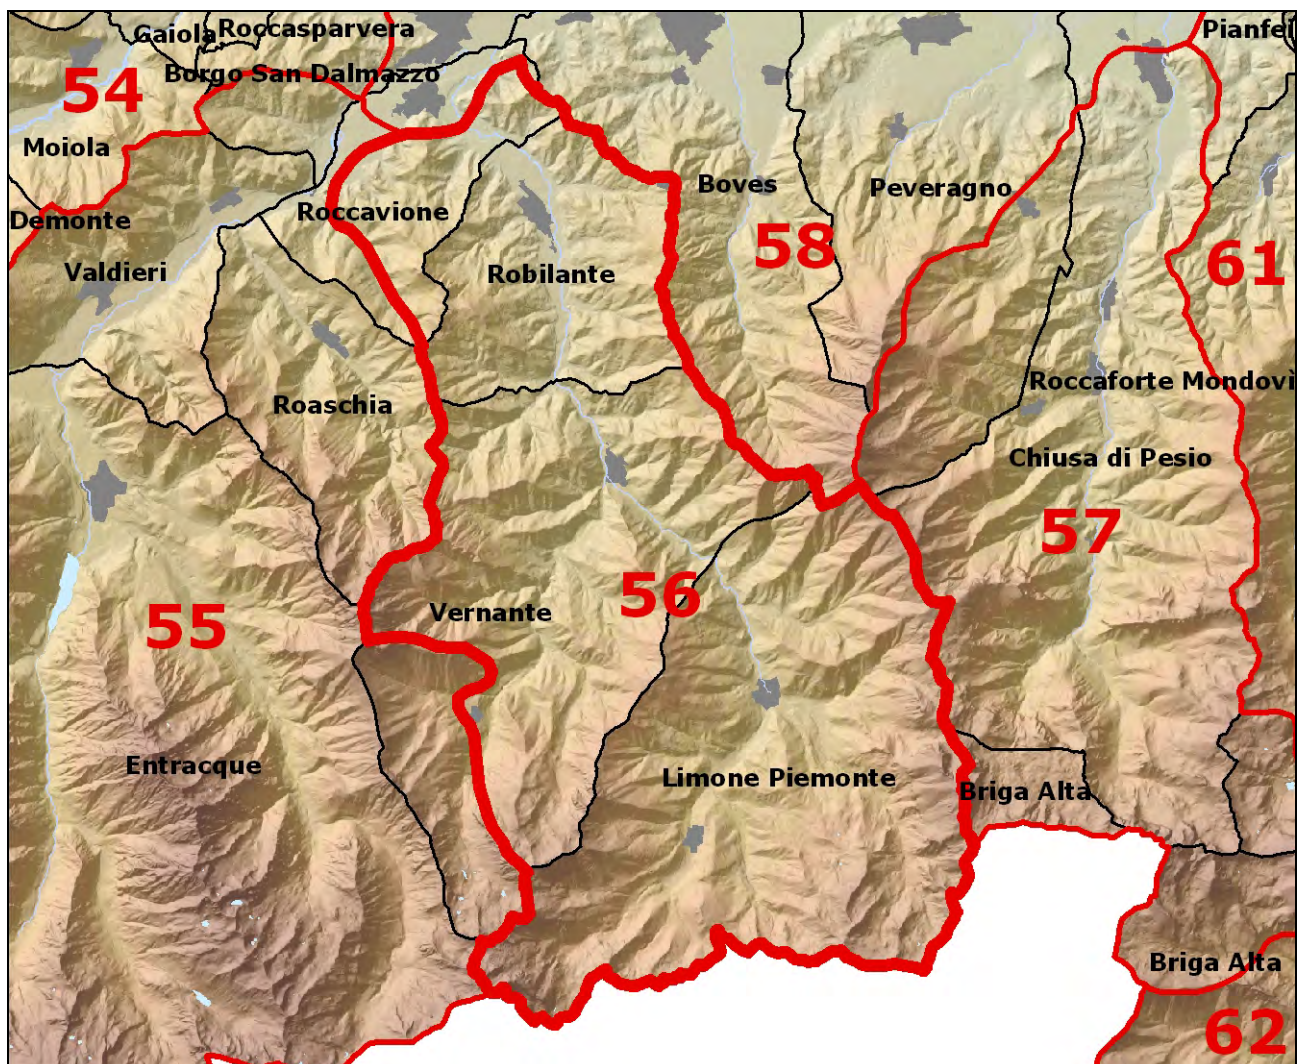 Gaiola
Roccasparvera
Pianfei
Borgo San Dalmazzo
54
Moiola
Boves
Peveragno
Roccavione
Demonte
58
61
Valdieri
Robilante
Roccaforte Mondovì
Roaschia
Chiusa di Pesio
57
56
Vernante
55
Entracque
Limone Piemonte
Briga Alta
Briga Alta
62